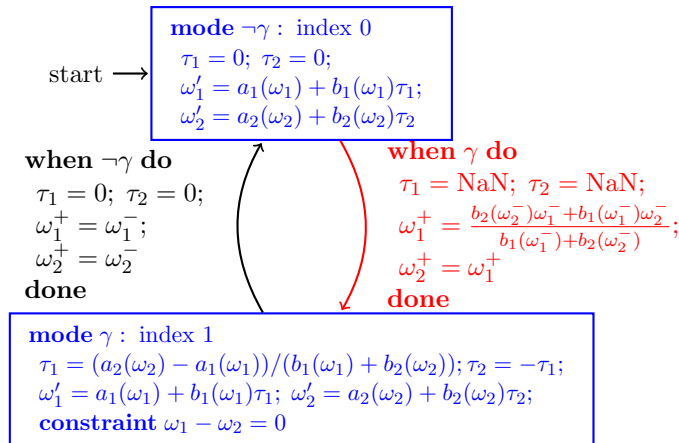 mode ¬γ : index 0
τ₁ = 0; τ₂ = 0;
ω₁′ = a₁(ω₁) + b₁(ω₁)τ₁;
ω₂′ = a₂(ω₂) + b₂(ω₂)τ₂
start
when ¬γ do
τ₁ = 0; τ₂ = 0;
ω₁⁺ = ω₁⁻;
ω₂⁺ = ω₂⁻
done
when γ do
τ₁ = NaN; τ₂ = NaN;
ω₁⁺ = (b₂(ω₂⁻)ω₁⁻+b₁(ω₁⁻)ω₂⁻)/(b₁(ω₁⁻)+b₂(ω₂⁻));
ω₂⁺ = ω₁⁺
done
mode γ : index 1
τ₁ = (a₂(ω₂) − a₁(ω₁))/(b₁(ω₁) + b₂(ω₂)); τ₂ = −τ₁;
ω₁′ = a₁(ω₁) + b₁(ω₁)τ₁; ω₂′ = a₂(ω₂) + b₂(ω₂)τ₂;
constraint ω₁ − ω₂ = 0